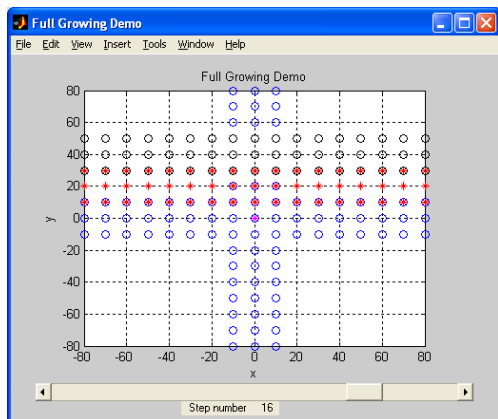 Full Growing Demo
File Edit View Insert Tools Window Help
Full Growing Demo
80
60
40
20
0
-20
-40
-60
-80
y
-80 -60 -40 -20 0 20 40 60 80
x
Step number 16